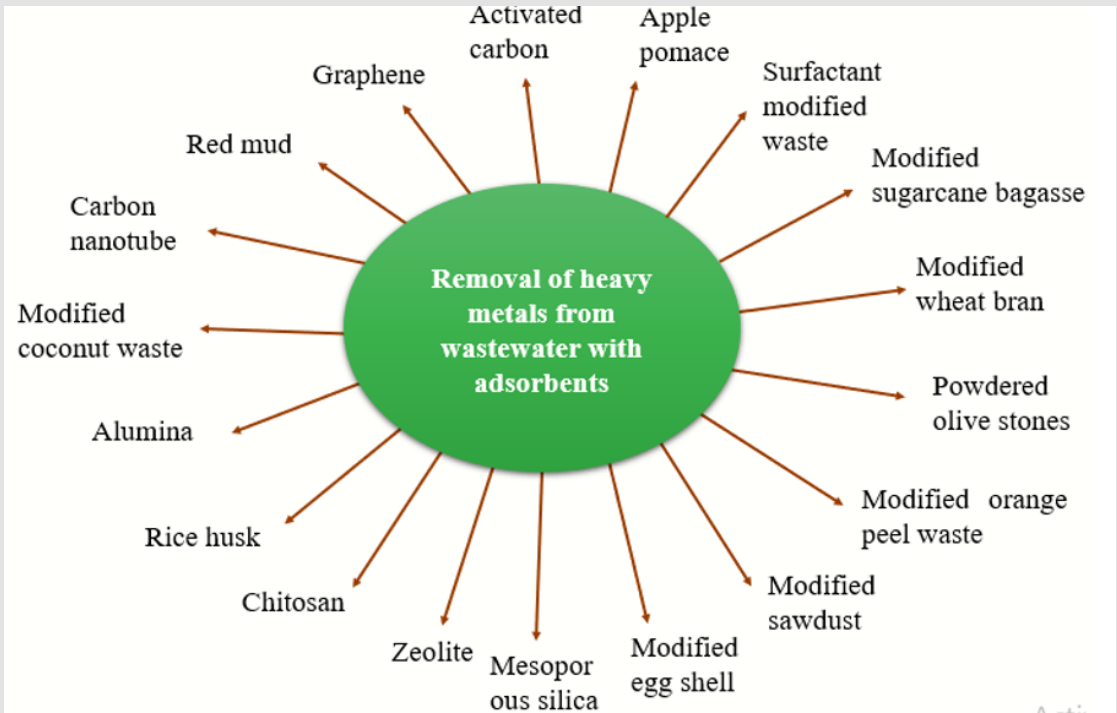 Activated
carbon
Apple
pomace
Surfactant
modified
waste
Modified
sugarcane bagasse
Modified
wheat bran
Powdered
olive stones
Modified orange
peel waste
Modified
sawdust
Modified
egg shell
Mesopor
ous silica
Zeolite
Chitosan
Rice husk
Alumina
Modified
coconut waste
Carbon
nanotube
Red mud
Graphene
Removal of heavy
metals from
wastewater with
adsorbents